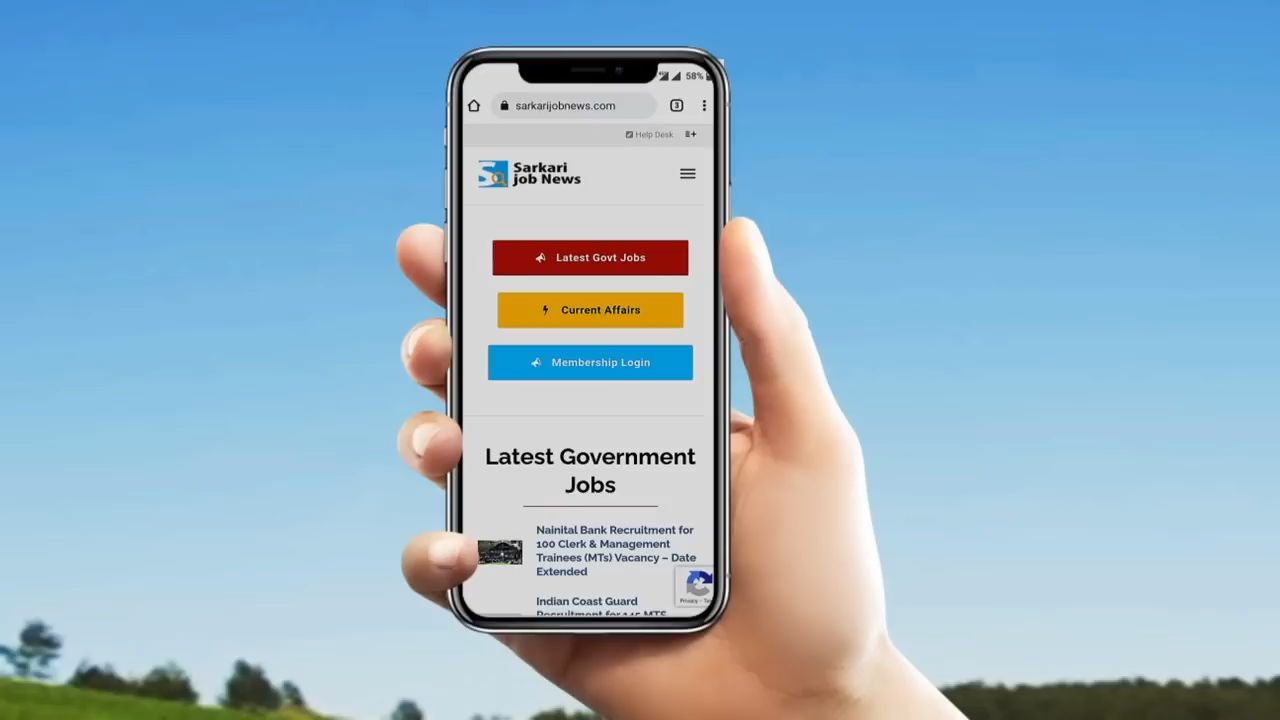 58%
sarkarijobnews.com
3
Help Desk
Sarkari
job News
Latest Govt Jobs
Current Affairs
Membership Login
Latest Government
Jobs
Nainital Bank Recruitment for
100 Clerk & Management
Trainees (MTs) Vacancy – Date
Extended
Indian Coast Guard
Recruitment for 145 MTS
Privacy